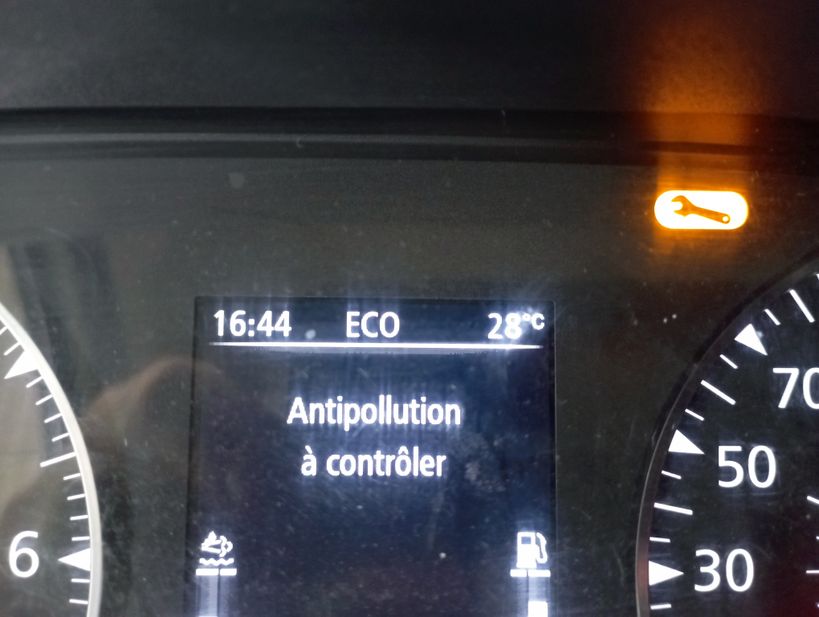 16:44 ECO 28°C
Antipollution
à contrôler
70
50
6
30